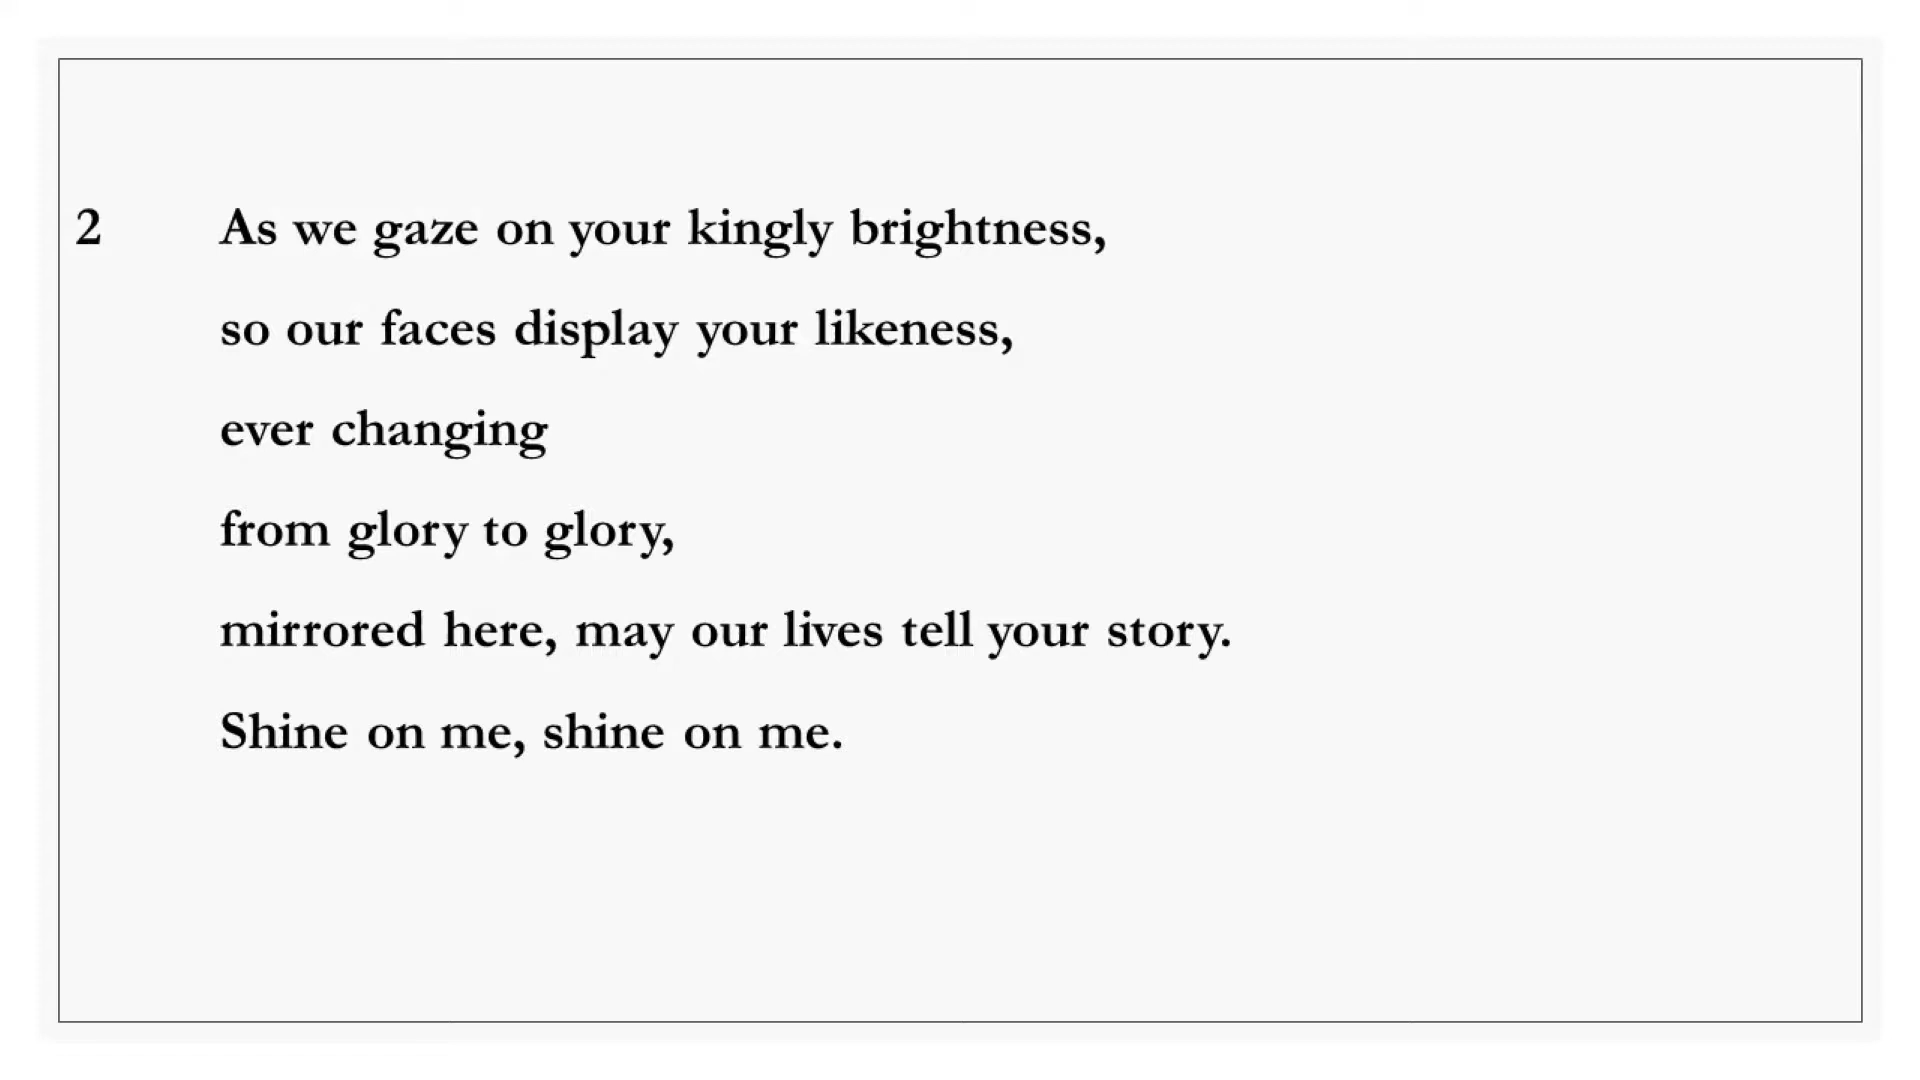 2 As we gaze on your kingly brightness,
so our faces display your likeness,
ever changing
from glory to glory,
mirrored here, may our lives tell your story.
Shine on me, shine on me.